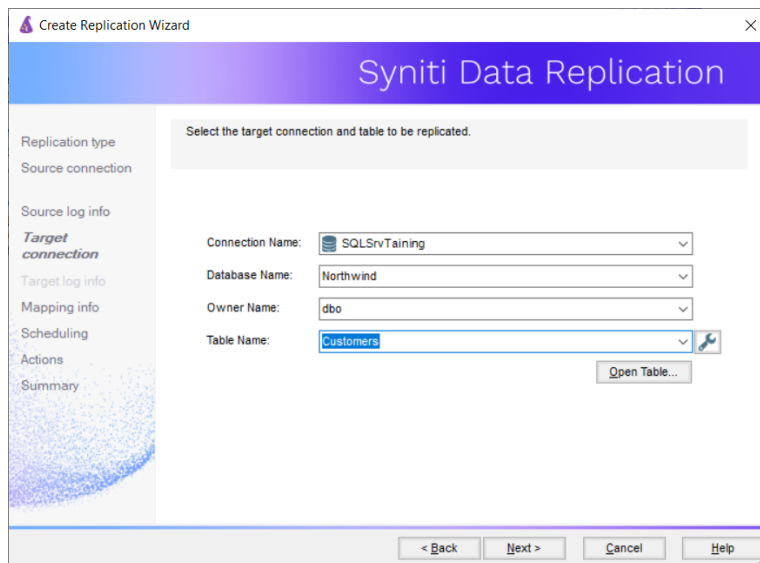 Create Replication Wizard
Syniti Data Replication
Replication type
Source connection
Source log info
Target
connection
Target log info
Mapping info
Scheduling
Actions
Summary
Select the target connection and table to be replicated.
Connection Name: SQLSrvTaining
Database Name: Northwind
Owner Name: dbo
Table Name: Customers
Open Table...
< Back Next > Cancel Help